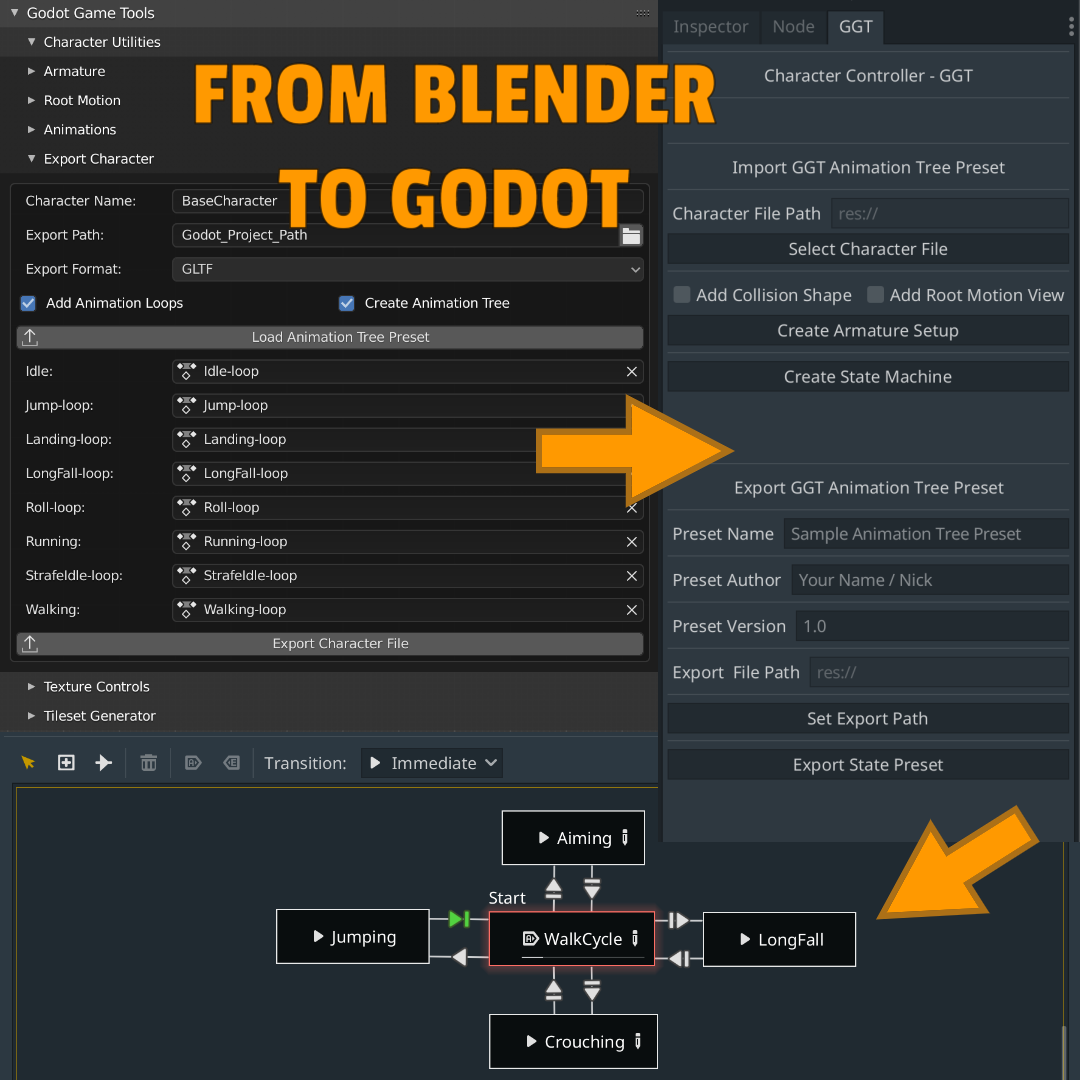 Godot Game Tools
Character Utilities
Armature
Root Motion
Animations
Export Character
FROM BLENDER
TO GODOT
Character Name: BaseCharacter
Export Path: Godot_Project_Path
Export Format: GLTF
Add Animation Loops Create Animation Tree
Load Animation Tree Preset
Idle: Idle-loop
Jump-loop: Jump-loop
Landing-loop: Landing-loop
LongFall-loop: LongFall-loop
Roll-loop: Roll-loop
Running: Running-loop
StrafeIdle-loop: StrafeIdle-loop
Walking: Walking-loop
Export Character File
Texture Controls
Tileset Generator
Inspector Node GGT
Character Controller - GGT
Import GGT Animation Tree Preset
Character File Path res://
Select Character File
Add Collision Shape Add Root Motion View
Create Armature Setup
Create State Machine
Export GGT Animation Tree Preset
Preset Name Sample Animation Tree Preset
Preset Author Your Name / Nick
Preset Version 1.0
Export File Path res://
Set Export Path
Export State Preset
Transition: Immediate
Aiming
Start
Jumping WalkCycle LongFall
Crouching